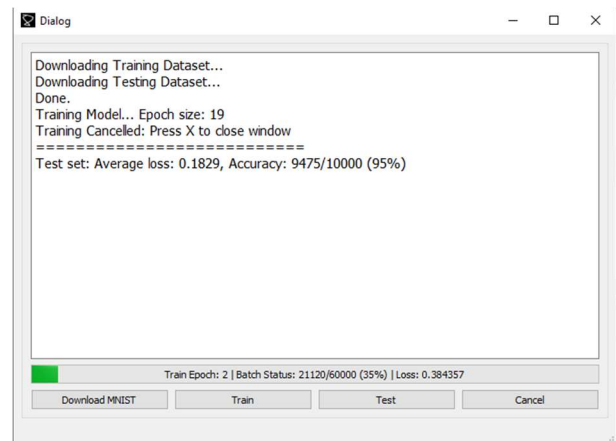 Dialog
Downloading Training Dataset...
Downloading Testing Dataset...
Done.
Training Model... Epoch size: 19
Training Cancelled: Press X to close window
===========================
Test set: Average loss: 0.1829, Accuracy: 9475/10000 (95%)
Train Epoch: 2 | Batch Status: 21120/60000 (35%) | Loss: 0.384357
Download MNIST Train Test Cancel